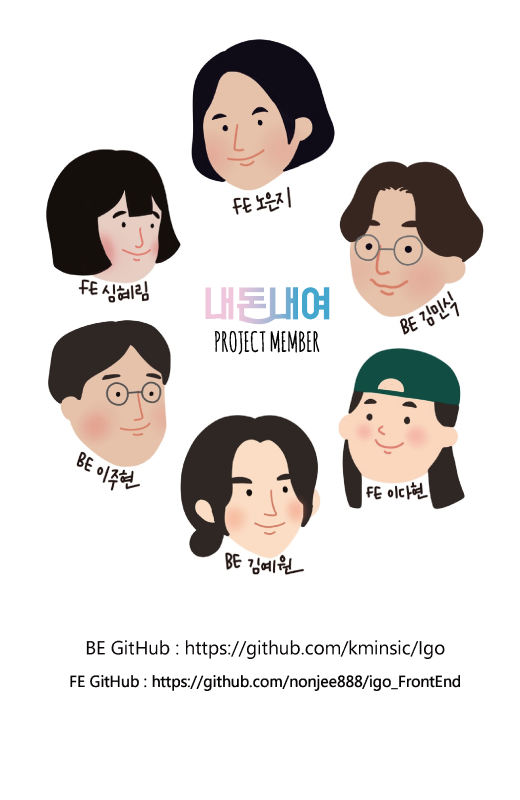 FE 노은지
FE 심혜림
BE 김민식
내돈내여
PROJECT MEMBER
BE 이주현
FE 이다현
BE 김예원
BE GitHub : https://github.com/kminsic/Igo
FE GitHub : https://github.com/nonjee888/igo_FrontEnd